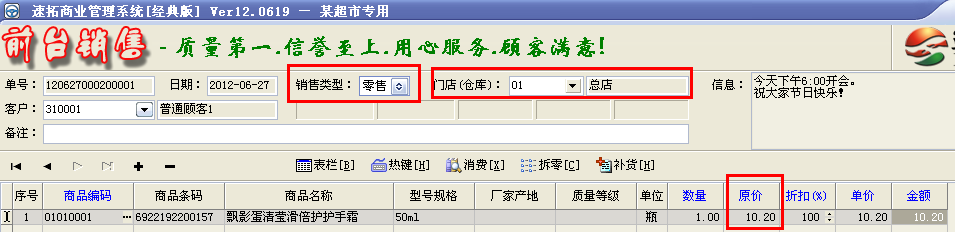 速拓商业管理系统[经典版] Ver12.0619 - 某超市专用
前台销售 - 质量第一.信誉至上.用心服务.顾客满意!
单号: 120627000200001 日期: 2012-06-27 销售类型: 零售 门店(仓库): 01 总店 信息: 今天下午6:00开会。
祝大家节日快乐!
客户: 310001 普通顾客1
备注:
表栏[B] 热键[H] 消费[X] 拆零[C] 补货[H]
序号 商品编码 商品条码 商品名称 型号规格 厂家产地 质量等级 单位 数量 原价 折扣(%) 单价 金额
1 01010001 ... 6922192200157 飘影蛋清莹滑倍护护手霜 50ml 瓶 1.00 10.20 100 10.20 10.20